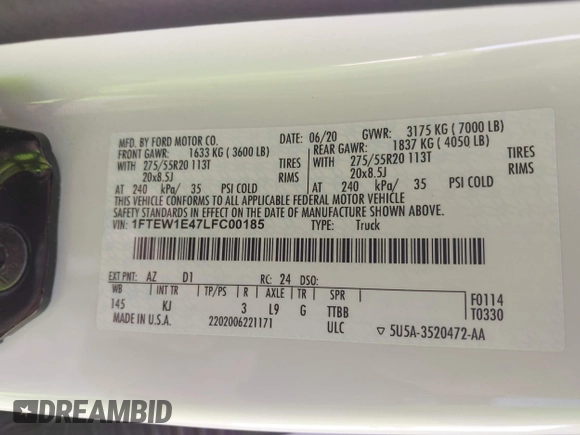 MFD. BY FORD MOTOR CO. DATE: 06/20 GVWR: 3175 KG ( 7000 LB)
FRONT GAWR: 1633 KG ( 3600 LB) REAR GAWR: 1837 KG ( 4050 LB)
WITH 275/55R20 113T TIRES WITH 275/55R20 113T TIRES
20x8.5J RIMS 20x8.5J RIMS
AT 240 kPa/ 35 PSI COLD AT 240 kPa/ 35 PSI COLD
THIS VEHICLE CONFORMS TO ALL APPLICABLE FEDERAL MOTOR VEHICLE
SAFETY STANDARDS IN EFFECT ON THE DATE OF MANUFACTURE SHOWN ABOVE.
VIN: 1FTEW1E47LFC00185 TYPE: Truck
EXT PNT: AZ D1 RC: 24 DSO: F0114
WB INT TR TP/PS R AXLE TR SPR T0330
145 KJ 3 L9 G TTBB
MADE IN U.S.A. 2202006221171 ULC ▽ 5U5A-3520472-AA
DREAMBID